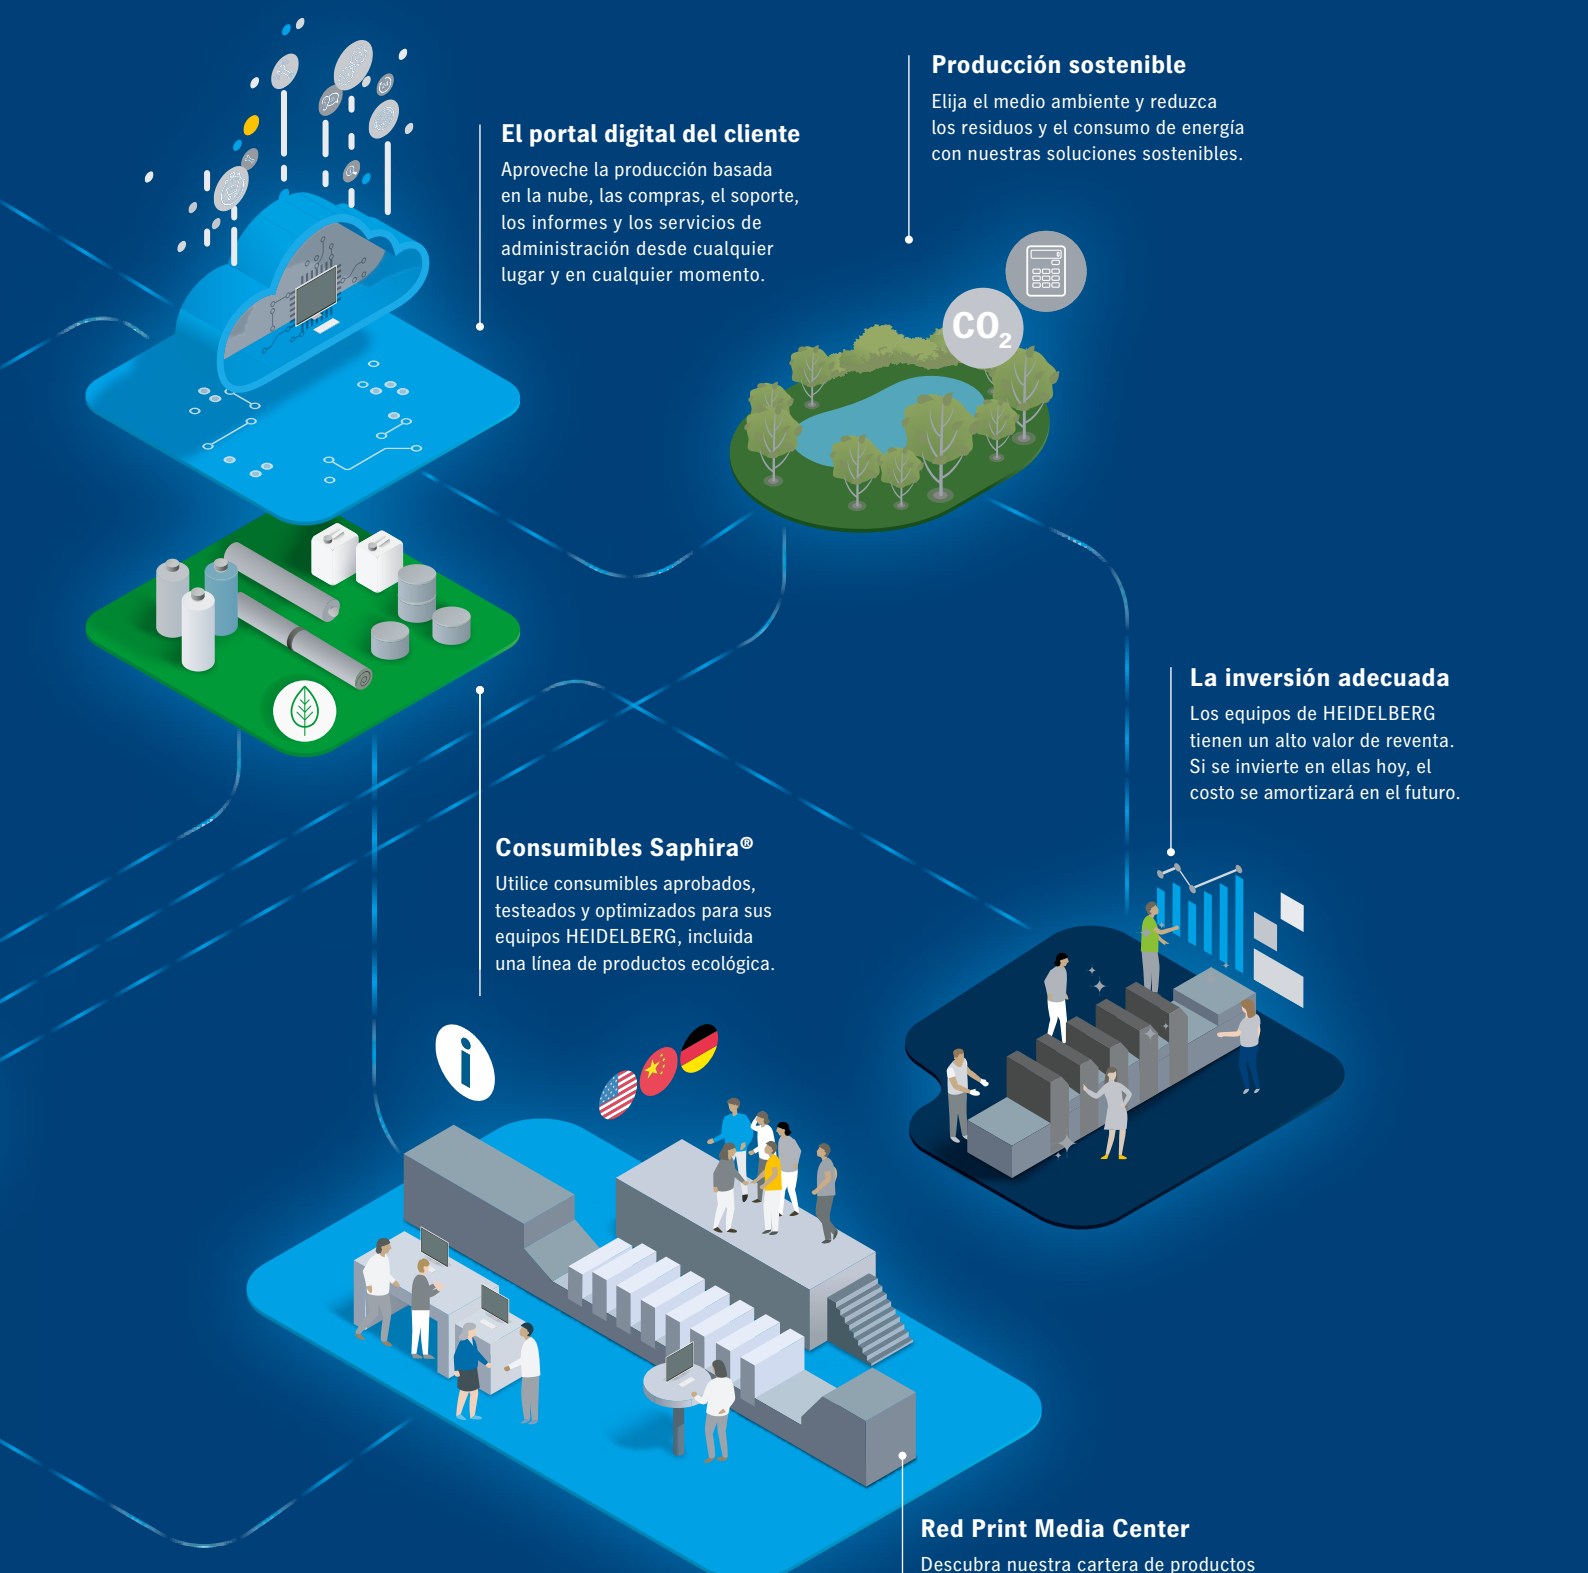 Producción sostenible
Elija el medio ambiente y reduzca
los residuos y el consumo de energía
con nuestras soluciones sostenibles.
El portal digital del cliente
Aproveche la producción basada
en la nube, las compras, el soporte,
los informes y los servicios de
administración desde cualquier
lugar y en cualquier momento.
CO2
La inversión adecuada
Los equipos de HEIDELBERG
tienen un alto valor de reventa.
Si se invierte en ellas hoy, el
costo se amortizará en el futuro.
Consumibles Saphira®
Utilice consumibles aprobados,
testeados y optimizados para sus
equipos HEIDELBERG, incluida
una línea de productos ecológica.
i
Red Print Media Center
Descubra nuestra cartera de productos